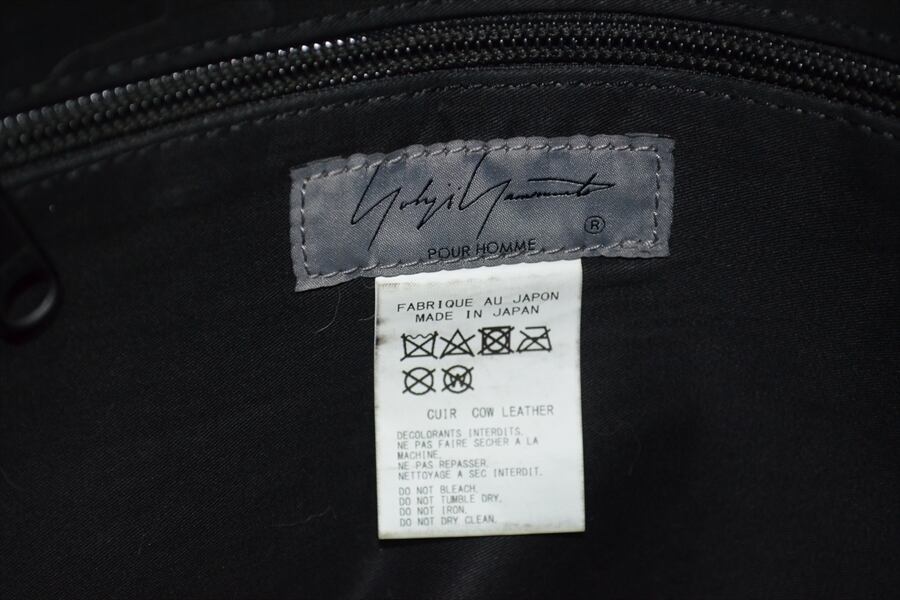 Yohji Yamamoto
®
POUR HOMME
FABRIQUE AU JAPON
MADE IN JAPAN
W
CUIR COW LEATHER
DECOLORANTS INTERDITS.
NE PAS FAIRE SECHER A LA
MACHINE.
NE PAS REPASSER.
NETTOYAGE A SEC INTERDIT.
DO NOT BLEACH.
DO NOT TUMBLE DRY.
DO NOT IRON.
DO NOT DRY CLEAN.